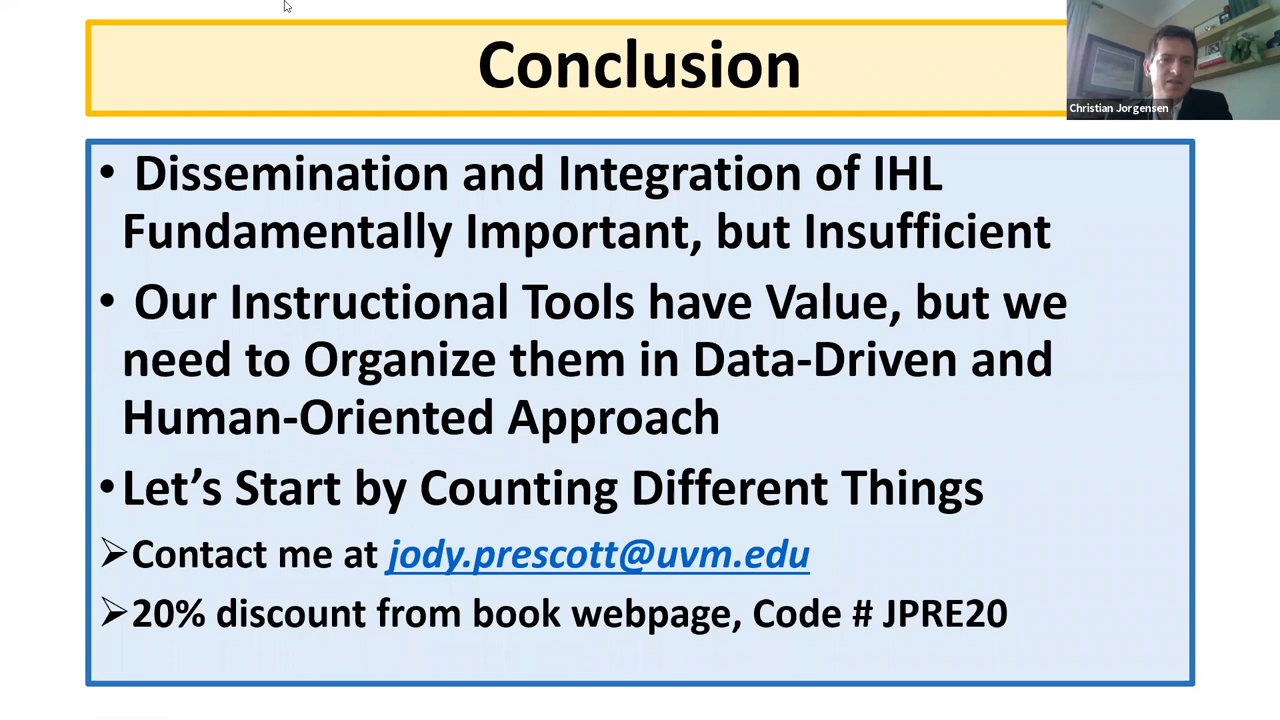 Conclusion
Christian Jorgensen
• Dissemination and Integration of IHL
Fundamentally Important, but Insufficient
• Our Instructional Tools have Value, but we
need to Organize them in Data-Driven and
Human-Oriented Approach
• Let’s Start by Counting Different Things
➢ Contact me at jody.prescott@uvm.edu
➢ 20% discount from book webpage, Code # JPRE20